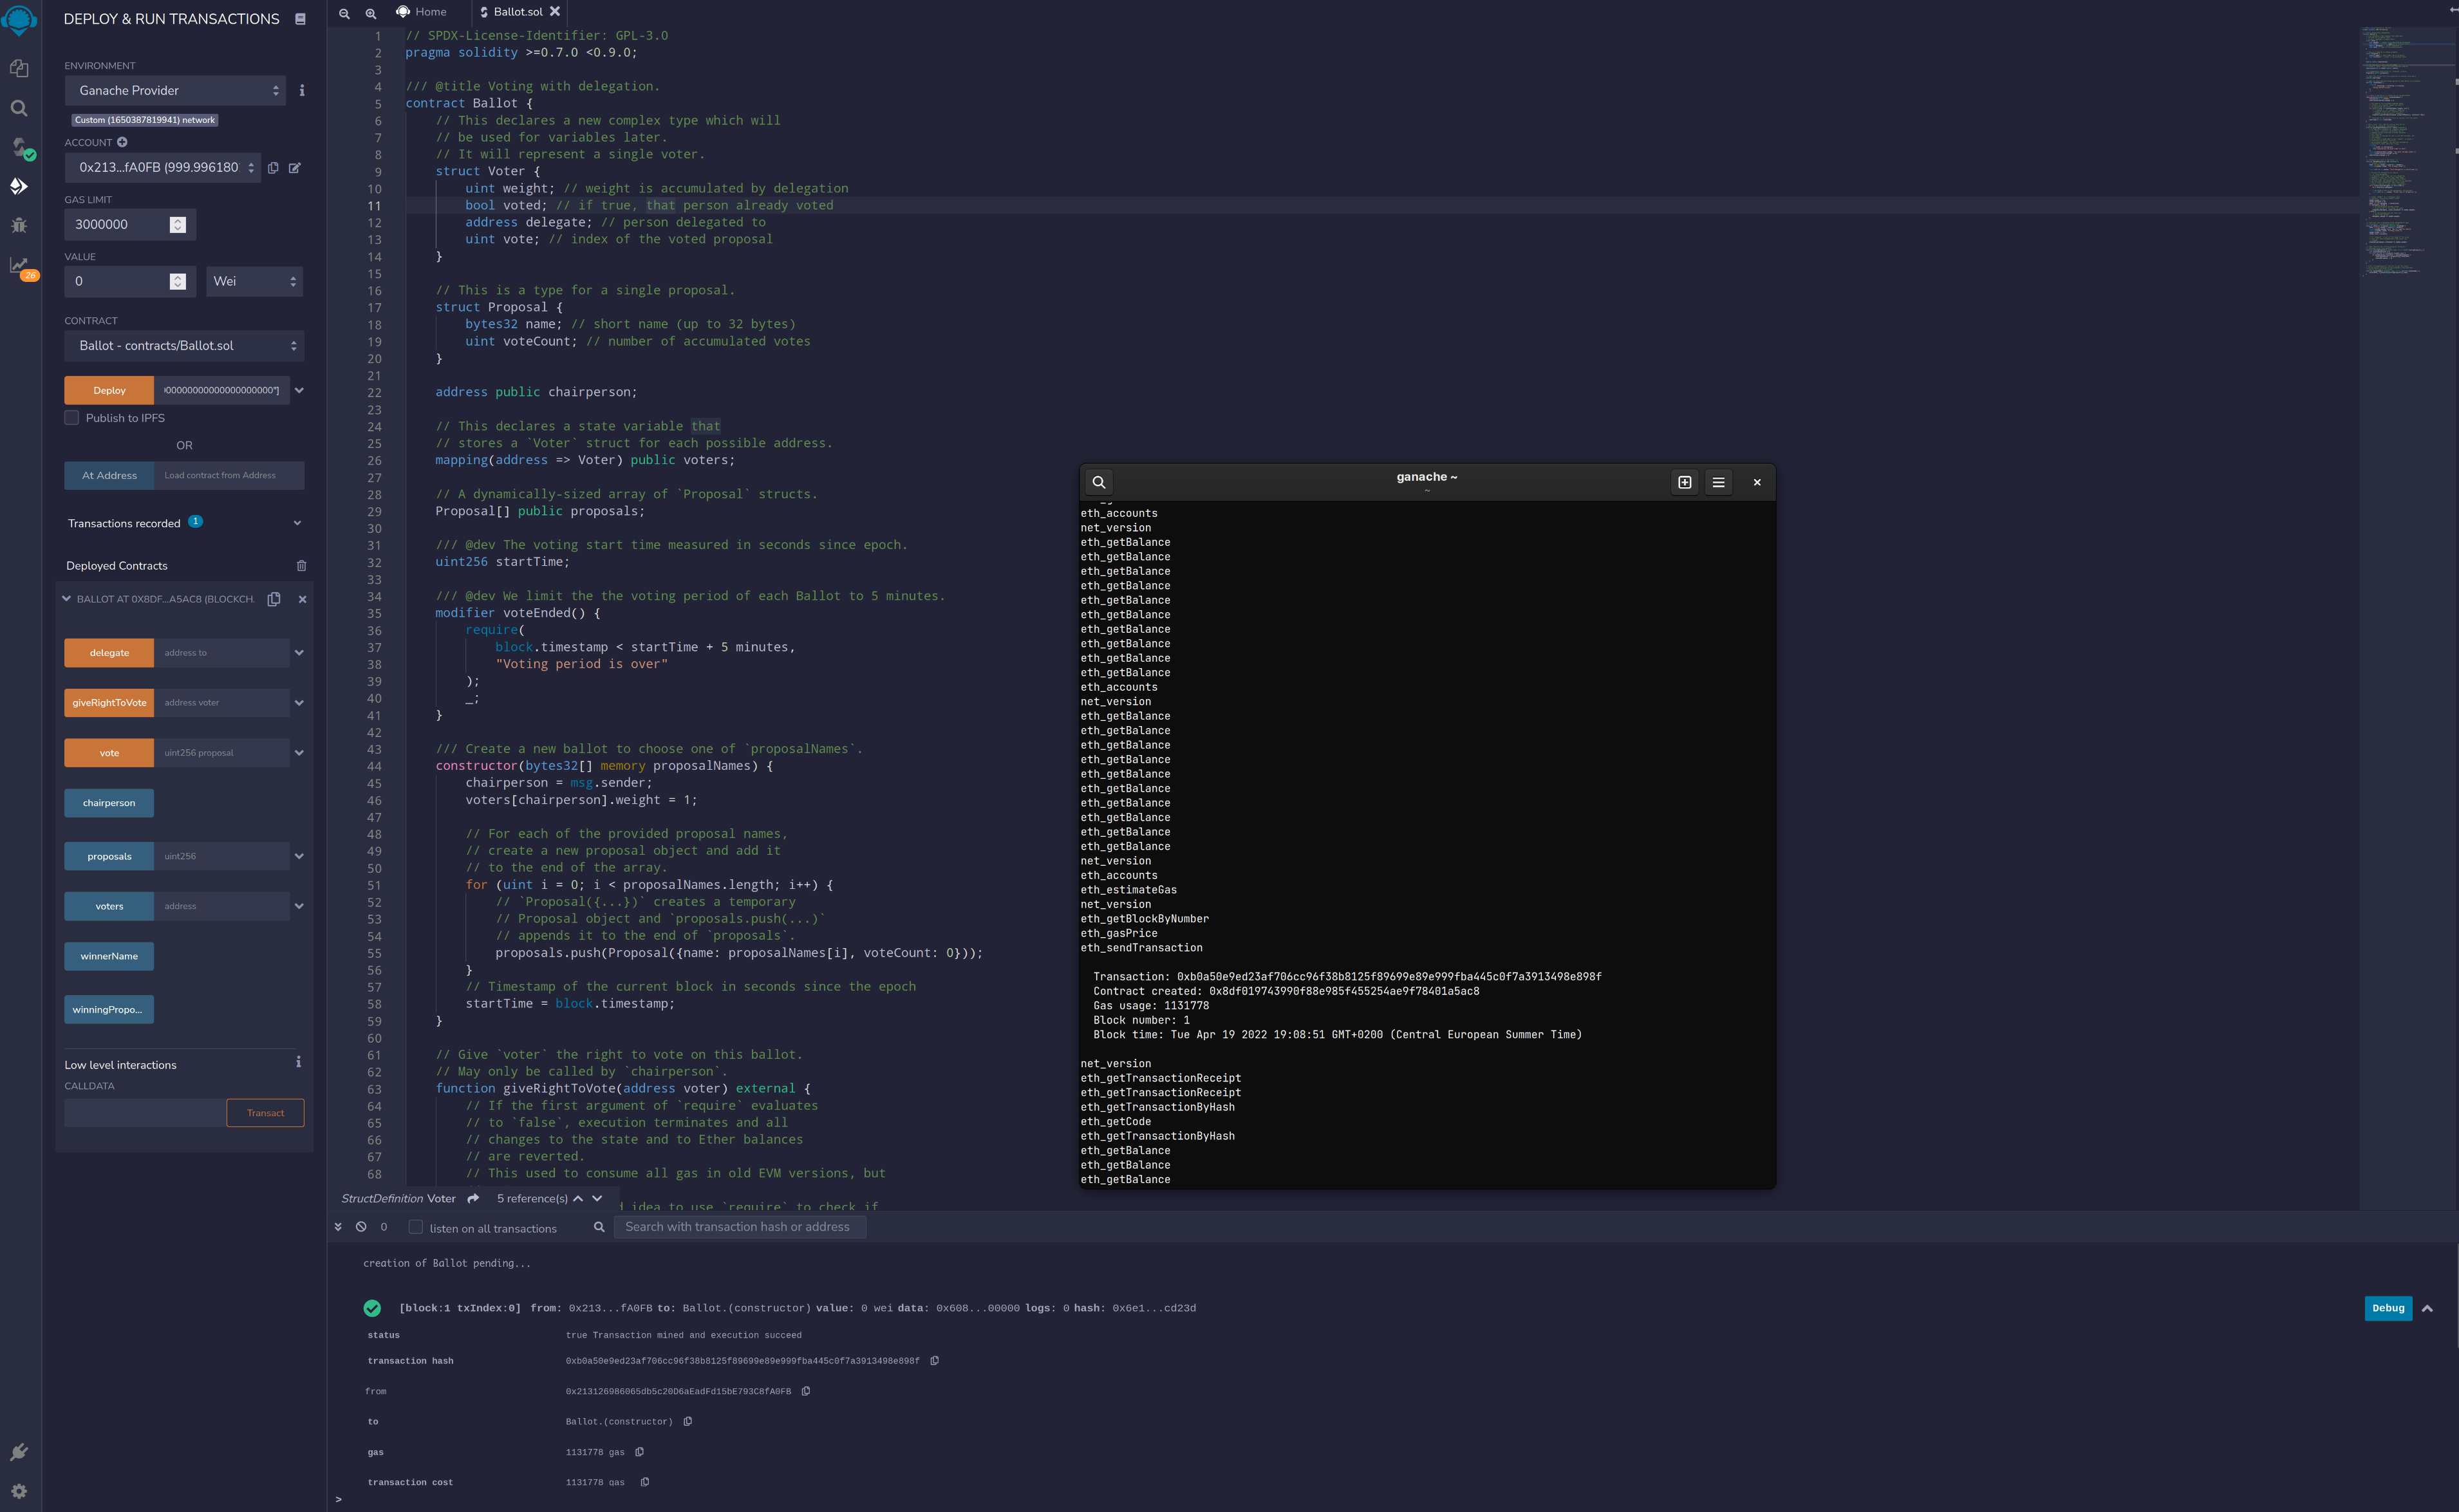 DEPLOY & RUN TRANSACTIONS
ENVIRONMENT
Ganache Provider
Custom (1650387819941) network
ACCOUNT
0x213...fA0FB (999.996180
GAS LIMIT
3000000
VALUE
0
Wei
CONTRACT
Ballot - contracts/Ballot.sol
Deploy
00000000000000000000"]
Publish to IPFS
OR
At Address
Load contract from Address
Transactions recorded 1
Deployed Contracts
BALLOT AT 0X8DF...A5AC8 (BLOCKCH.
delegate
address to
giveRightToVote
address voter
vote
uint256 proposal
chairperson
proposals
uint256
voters
address
winnerName
winningPropo...
Low level interactions
CALLDATA
Transact
26
Home
Ballot.sol
1 // SPDX-License-Identifier: GPL-3.0
2 pragma solidity >=0.7.0 <0.9.0;
3
4 /// @title Voting with delegation.
5 contract Ballot {
6 // This declares a new complex type which will
7 // be used for variables later.
8 // It will represent a single voter.
9 struct Voter {
10 uint weight; // weight is accumulated by delegation
11 bool voted; // if true, that person already voted
12 address delegate; // person delegated to
13 uint vote; // index of the voted proposal
14 }
15
16 // This is a type for a single proposal.
17 struct Proposal {
18 bytes32 name; // short name (up to 32 bytes)
19 uint voteCount; // number of accumulated votes
20 }
21
22 address public chairperson;
23
24 // This declares a state variable that
25 // stores a `Voter` struct for each possible address.
26 mapping(address => Voter) public voters;
27
28 // A dynamically-sized array of `Proposal` structs.
29 Proposal[] public proposals;
30
31 /// @dev The voting start time measured in seconds since epoch.
32 uint256 startTime;
33
34 /// @dev We limit the the voting period of each Ballot to 5 minutes.
35 modifier voteEnded() {
36 require(
37 block.timestamp < startTime + 5 minutes,
38 "Voting period is over"
39 );
40 _;
41 }
42
43 /// Create a new ballot to choose one of `proposalNames`.
44 constructor(bytes32[] memory proposalNames) {
45 chairperson = msg.sender;
46 voters[chairperson].weight = 1;
47
48 // For each of the provided proposal names,
49 // create a new proposal object and add it
50 // to the end of the array.
51 for (uint i = 0; i < proposalNames.length; i++) {
52 // `Proposal({...})` creates a temporary
53 // Proposal object and `proposals.push(...)`
54 // appends it to the end of `proposals`.
55 proposals.push(Proposal({name: proposalNames[i], voteCount: 0}));
56 }
57 // Timestamp of the current block in seconds since the epoch
58 startTime = block.timestamp;
59 }
60
61 // Give `voter` the right to vote on this ballot.
62 // May only be called by `chairperson`.
63 function giveRightToVote(address voter) external {
64 // If the first argument of `require` evaluates
65 // to `false`, execution terminates and all
66 // changes to the state and to Ether balances
67 // are reverted.
68 // This used to consume all gas in old EVM versions, but
idea to use `require` to check if
StructDefinition Voter 5 reference(s)
ganache ~
~
eth_accounts
net_version
eth_getBalance
eth_getBalance
eth_getBalance
eth_getBalance
eth_getBalance
eth_getBalance
eth_getBalance
eth_getBalance
eth_getBalance
eth_getBalance
eth_accounts
net_version
eth_getBalance
eth_getBalance
eth_getBalance
eth_getBalance
eth_getBalance
eth_getBalance
eth_getBalance
eth_getBalance
eth_getBalance
eth_getBalance
net_version
eth_accounts
eth_estimateGas
net_version
eth_getBlockByNumber
eth_gasPrice
eth_sendTransaction
Transaction: 0xb0a50e9ed23af706cc96f38b8125f89699e89e999fba445c0f7a3913498e898f
Contract created: 0x8df019743990f88e985f455254ae9f78401a5ac8
Gas usage: 1131778
Block number: 1
Block time: Tue Apr 19 2022 19:08:51 GMT+0200 (Central European Summer Time)
net_version
eth_getTransactionReceipt
eth_getTransactionReceipt
eth_getTransactionByHash
eth_getCode
eth_getTransactionByHash
eth_getBalance
eth_getBalance
eth_getBalance
0
listen on all transactions
Search with transaction hash or address
creation of Ballot pending...
[block:1 txIndex:0] from: 0x213...fA0FB to: Ballot.(constructor) value: 0 wei data: 0x608...00000 logs: 0 hash: 0x6e1...cd23d
Debug
status true Transaction mined and execution succeed
transaction hash 0xb0a50e9ed23af706cc96f38b8125f89699e89e999fba445c0f7a3913498e898f
from 0x213126986065db5c20D6aEadFd15bE793C8fA0FB
to Ballot.(constructor)
gas 1131778 gas
transaction cost 1131778 gas
>